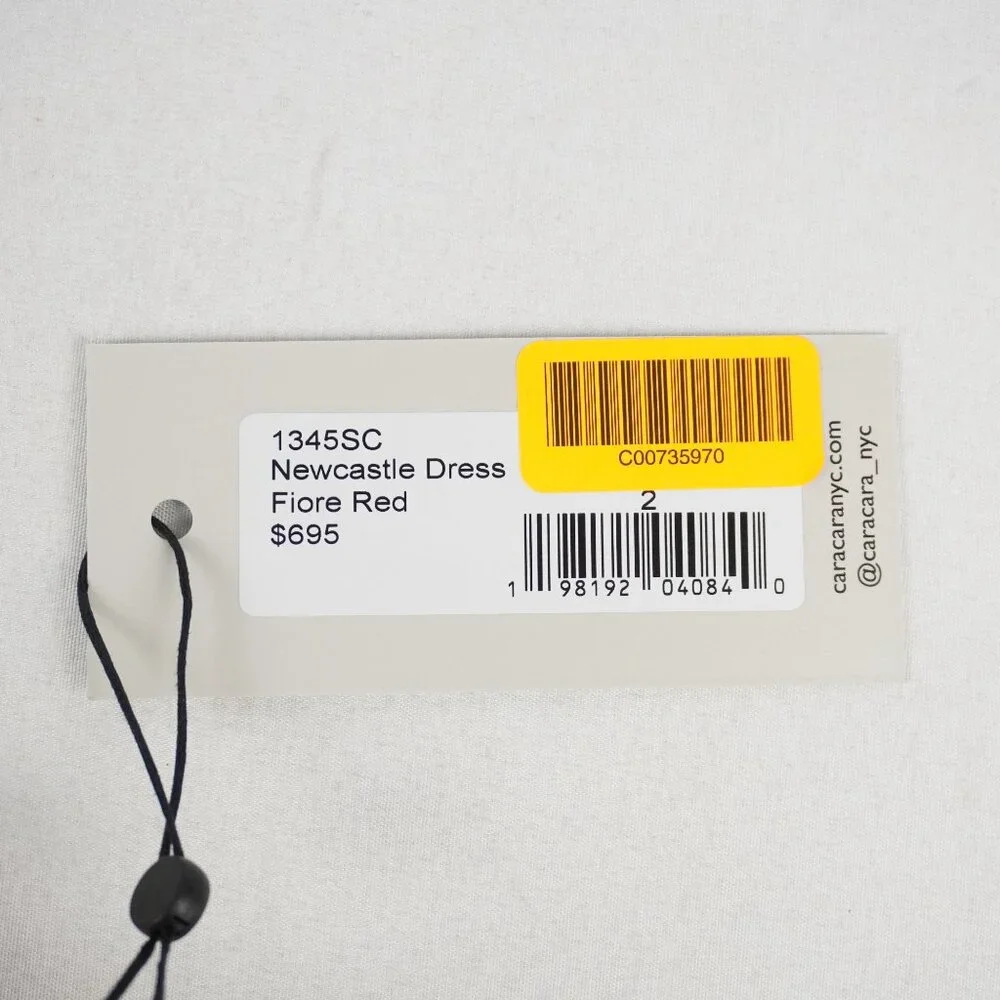 1345SC
Newcastle Dress
Fiore Red
$695
C00735970
2
1 98192 04084 0
caracaranyc.com
@caracara_nyc